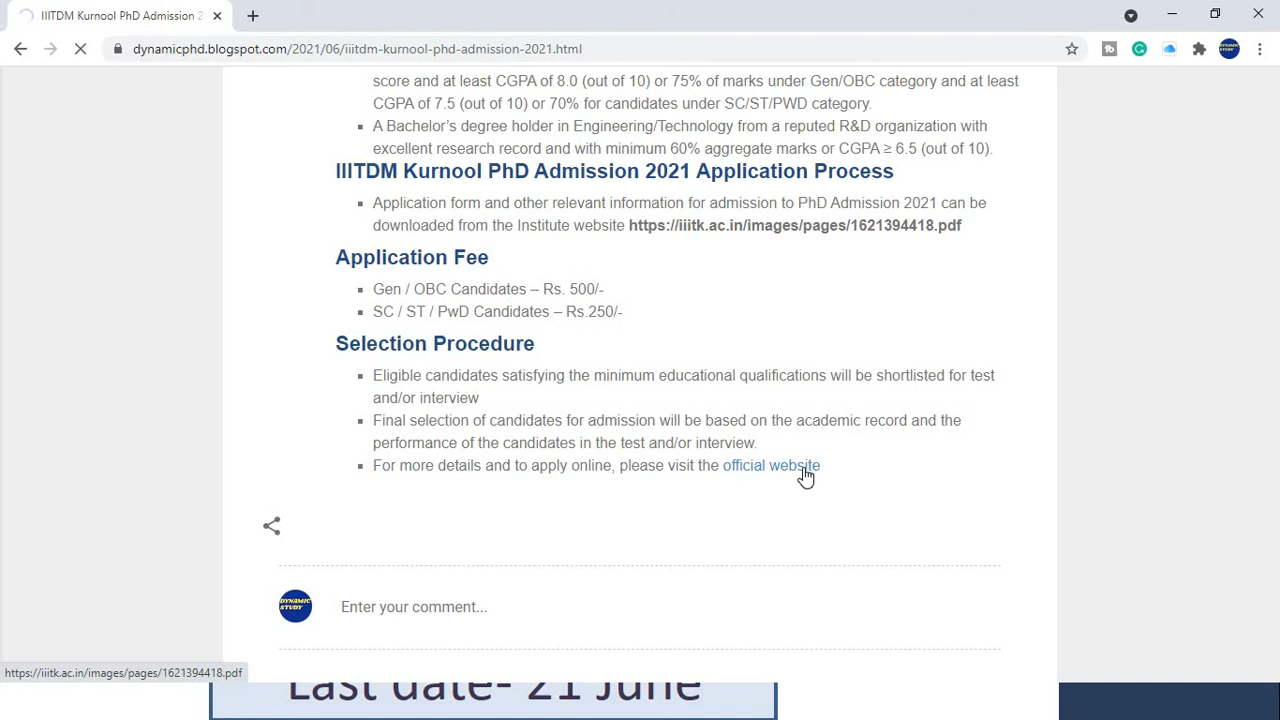 IIITDM Kurnool PhD Admission 2
dynamicphd.blogspot.com/2021/06/iiitdm-kurnool-phd-admission-2021.html
score and at least CGPA of 8.0 (out of 10) or 75% of marks under Gen/OBC category and at least
CGPA of 7.5 (out of 10) or 70% for candidates under SC/ST/PWD category.
A Bachelor's degree holder in Engineering/Technology from a reputed R&D organization with
excellent research record and with minimum 60% aggregate marks or CGPA ≥ 6.5 (out of 10).
IIITDM Kurnool PhD Admission 2021 Application Process
Application form and other relevant information for admission to PhD Admission 2021 can be
downloaded from the Institute website https://iiitk.ac.in/images/pages/1621394418.pdf
Application Fee
Gen / OBC Candidates – Rs. 500/-
SC / ST / PwD Candidates – Rs.250/-
Selection Procedure
Eligible candidates satisfying the minimum educational qualifications will be shortlisted for test
and/or interview
Final selection of candidates for admission will be based on the academic record and the
performance of the candidates in the test and/or interview.
For more details and to apply online, please visit the official website
DYNAMIC
STUDY
Enter your comment...
https://iiitk.ac.in/images/pages/1621394418.pdf
Last date- 21 June